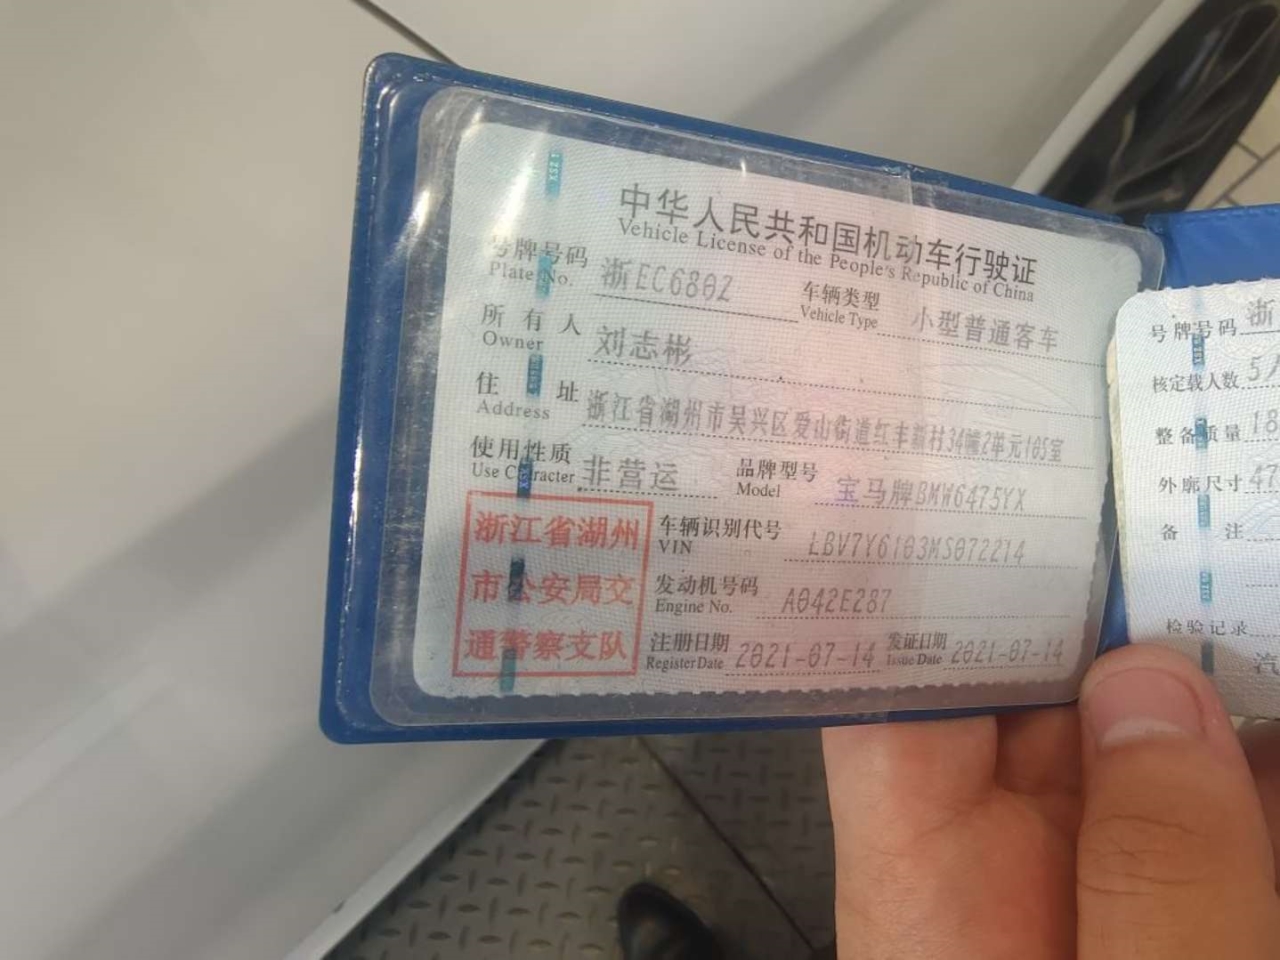 中华人民共和国机动车行驶证
Vehicle License of the People's Republic of China
号牌号码 浙EC6802 车辆类型 小型普通客车
Plate No. Vehicle Type
所有人 刘志彬
Owner
住址 浙江省湖州市吴兴区爱山街道红丰新村34幢2单元105室
Address
使用性质 非营运 品牌型号 宝马牌BMW6475YX
Use Character Model
浙江省湖州
市公安局交
通警察支队
车辆识别代号 LBV7Y6103MS072214
VIN
发动机号码 A042E287
Engine No.
注册日期 2021-07-14 发证日期 2021-07-14
Register Date Issue Date
号牌号码 浙
核定载人数 5人
整备质量 18
外廓尺寸 47
备注
检验记录